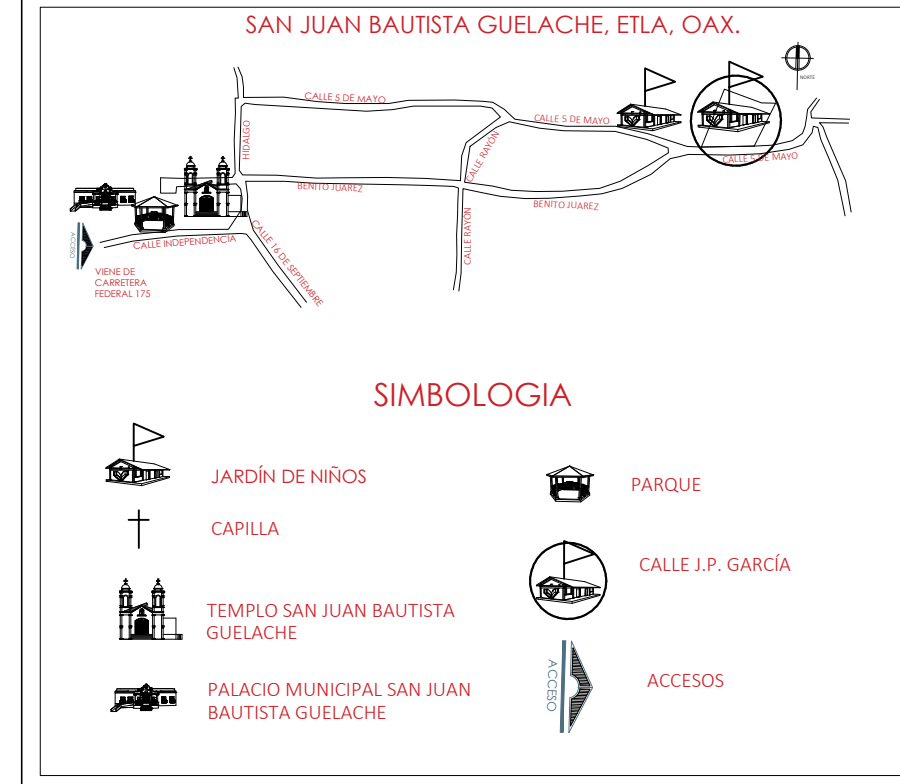 SAN JUAN BAUTISTA GUELACHE, ETLA, OAX.
NORTE
CALLE 5 DE MAYO
CALLE 5 DE MAYO
CALLE 5 DE MAYO
HIDALGO
CALLE RAYÓN
BENITO JUAREZ
BENITO JUAREZ
CALLE RAYÓN
CALLE INDEPENDENCIA
CALLE 16 DE SEPTIEMBRE
ACCESO
VIENE DE
CARRETERA
FEDERAL 175
SIMBOLOGIA
JARDÍN DE NIÑOS
CAPILLA
TEMPLO SAN JUAN BAUTISTA
GUELACHE
PALACIO MUNICIPAL SAN JUAN
BAUTISTA GUELACHE
PARQUE
CALLE J.P. GARCÍA
ACCESO
ACCESOS